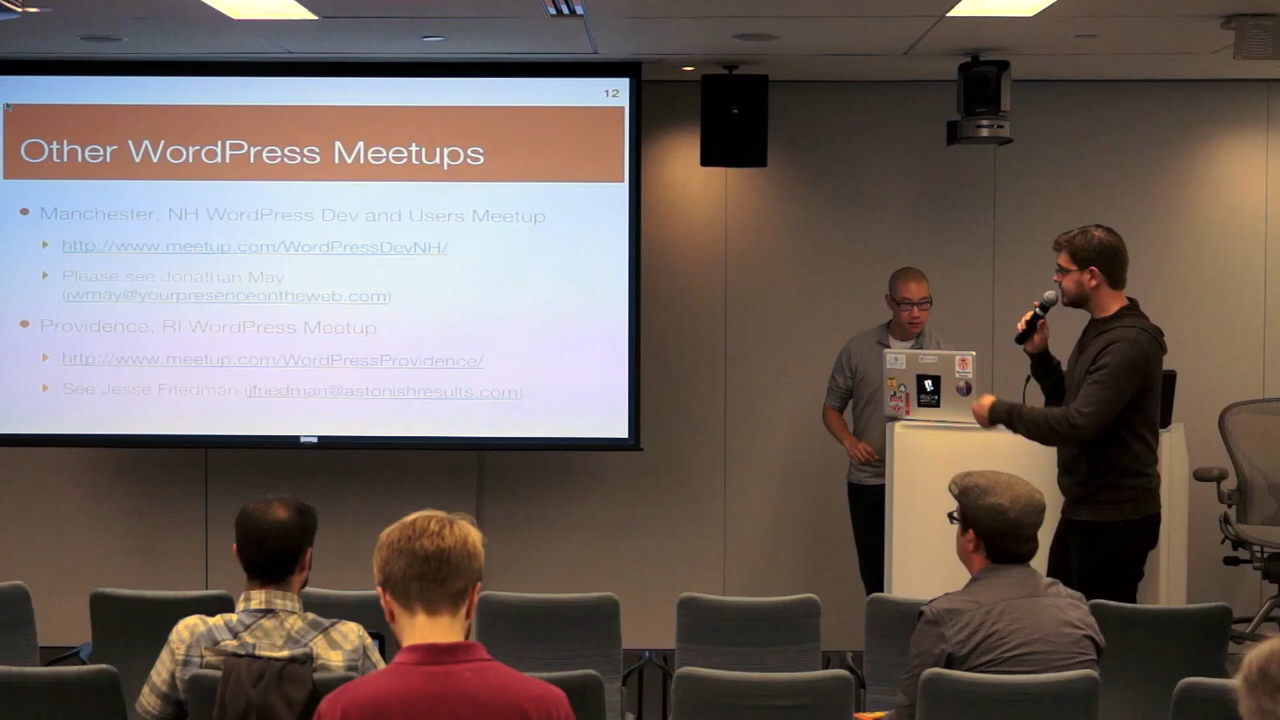 12
Other WordPress Meetups
Manchester, NH WordPress Dev and Users Meetup
http://www.meetup.com/WordPressDevNH/
Please see Jonathan May
(jwmay@yourpresenceontheweb.com)
Providence, RI WordPress Meetup
http://www.meetup.com/WordPressProvidence/
See Jesse Friedman (jfriedman@astonishresults.com)